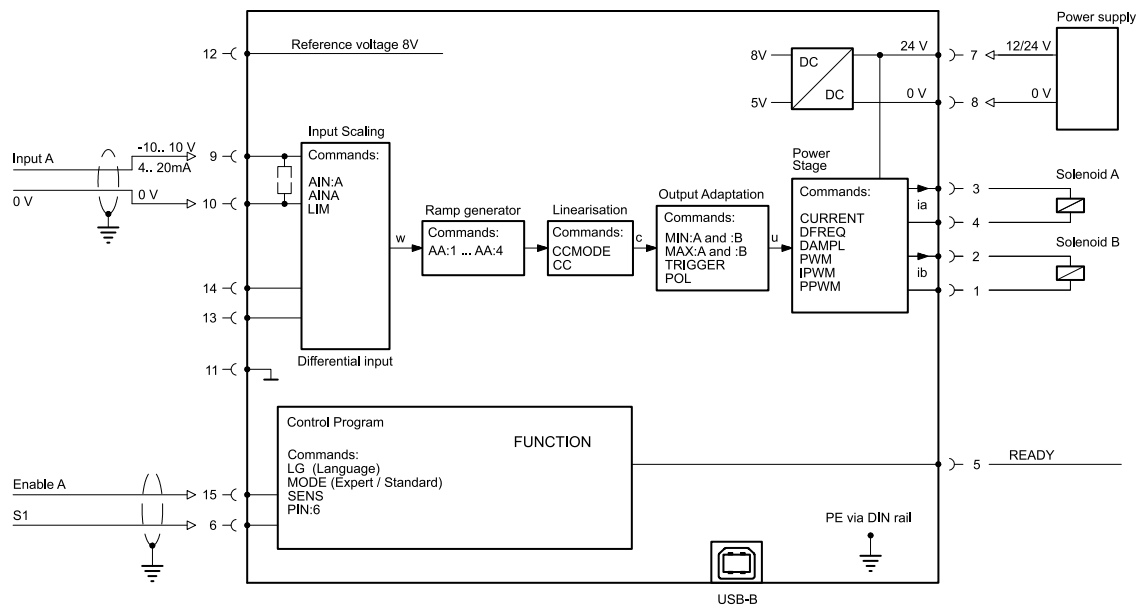 Power supply
12
Reference voltage 8V
8V
DC
DC
5V
24 V
7
12/24 V
0 V
8
0 V
Input A
-10.. 10 V
4.. 20mA
9
0 V
0 V
10
Input Scaling
Commands:
AIN:A
AINA
LIM
14
13
Differential input
11
w
Ramp generator
Commands:
AA:1 ... AA:4
Linearisation
Commands:
CCMODE
CC
c
Output Adaptation
Commands:
MIN:A and :B
MAX:A and :B
TRIGGER
POL
u
Power
Stage
Commands:
CURRENT
DFREQ
DAMPL
PWM
IPWM
PPWM
ia
ib
3
4
2
1
Solenoid A
Solenoid B
Control Program
FUNCTION
Commands:
LG (Language)
MODE (Expert / Standard)
SENS
PIN:6
Enable A
15
S1
6
5
READY
PE via DIN rail
USB-B